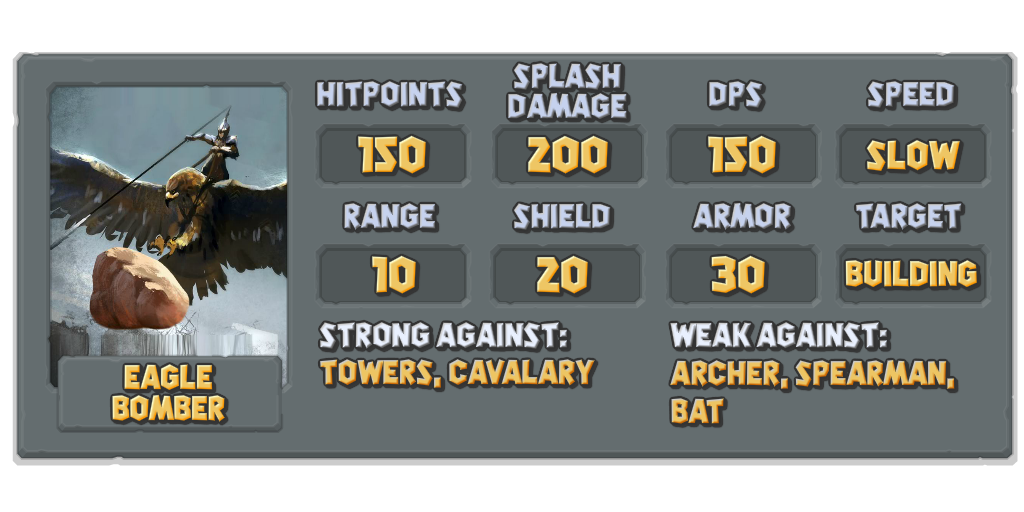 HITPOINTS
SPLASH
DAMAGE
DPS
SPEED
150
200
150
SLOW
RANGE
SHIELD
ARMOR
TARGET
10
20
30
BUILDING
STRONG AGAINST:
TOWERS, CAVALARY
WEAK AGAINST:
ARCHER, SPEARMAN,
BAT
EAGLE
BOMBER